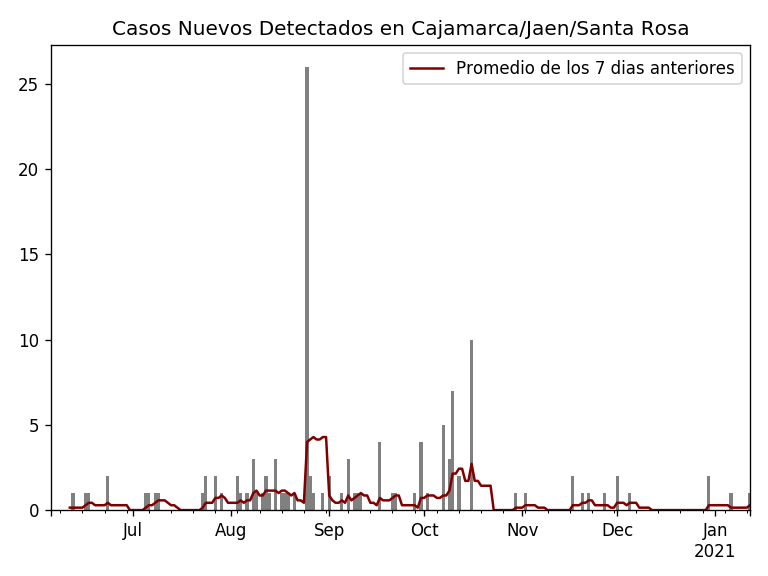 Casos Nuevos Detectados en Cajamarca/Jaen/Santa Rosa
Promedio de los 7 dias anteriores
25
20
15
10
5
0
Jul Aug Sep Oct Nov Dec Jan
2021